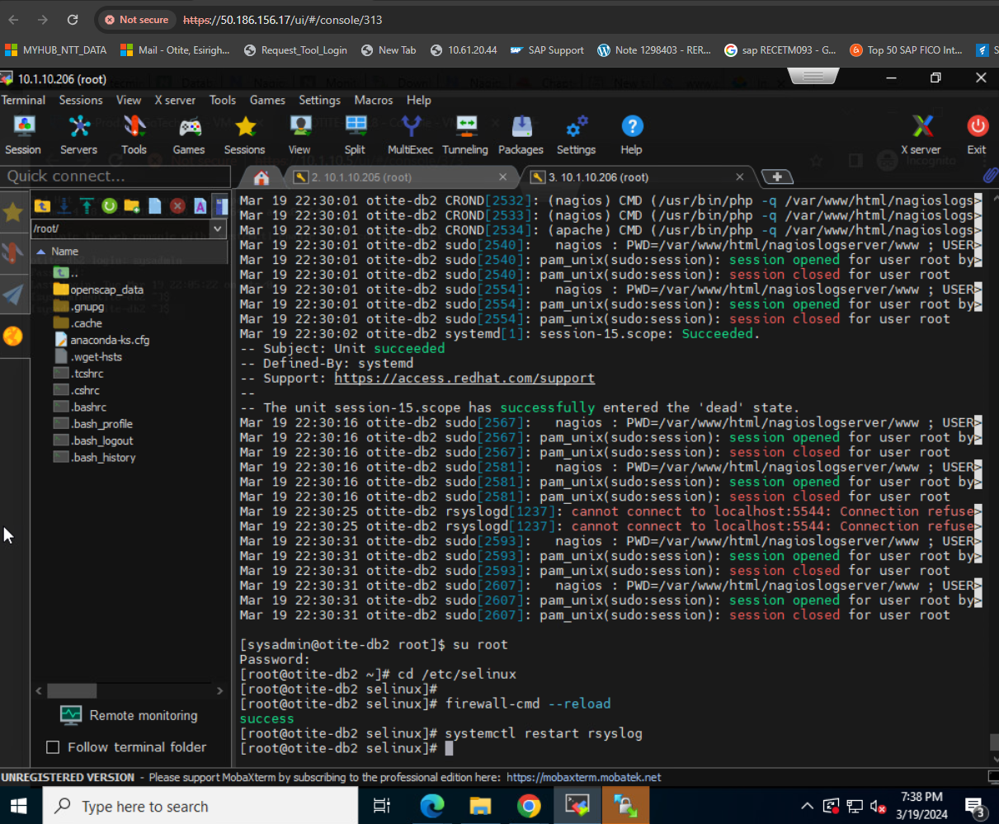 Not secure https://50.186.156.17/ui/#/console/313
MYHUB_NTT_DATA Mail - Otite, Esirigh... Request_Tool_Login New Tab 10.61.20.44 SAP Support Note 1298403 - RER... sap RECETM093 - G... Top 50 SAP FICO Int... S
10.1.10.206 (root)
Terminal Sessions View X server Tools Games Settings Macros Help
Session Servers Tools Games Sessions View Split MultiExec Tunneling Packages Settings Help X server Exit
Quick connect...
2. 10.1.10.205 (root)
3. 10.1.10.206 (root)
/root/
Name
..
openscap_data
.gnupg
.cache
anaconda-ks.cfg
.wget-hsts
.tcshrc
.cshrc
.bashrc
.bash_profile
.bash_logout
.bash_history
Remote monitoring
Follow terminal folder
Mar 19 22:30:01 otite-db2 CROND[2532]: (nagios) CMD (/usr/bin/php -q /var/www/html/nagioslogs>
Mar 19 22:30:01 otite-db2 CROND[2533]: (nagios) CMD (/usr/bin/php -q /var/www/html/nagioslogs>
Mar 19 22:30:01 otite-db2 CROND[2534]: (apache) CMD (/usr/bin/php -q /var/www/html/nagioslogs>
Mar 19 22:30:01 otite-db2 sudo[2540]:   nagios : PWD=/var/www/html/nagioslogserver/www ; USER>
Mar 19 22:30:01 otite-db2 sudo[2540]: pam_unix(sudo:session): session opened for user root by>
Mar 19 22:30:01 otite-db2 sudo[2540]: pam_unix(sudo:session): session closed for user root
Mar 19 22:30:01 otite-db2 sudo[2554]:   nagios : PWD=/var/www/html/nagioslogserver/www ; USER>
Mar 19 22:30:01 otite-db2 sudo[2554]: pam_unix(sudo:session): session opened for user root by>
Mar 19 22:30:01 otite-db2 sudo[2554]: pam_unix(sudo:session): session closed for user root
Mar 19 22:30:02 otite-db2 systemd[1]: session-15.scope: Succeeded.
-- Subject: Unit succeeded
-- Defined-By: systemd
-- Support: https://access.redhat.com/support
--
-- The unit session-15.scope has successfully entered the 'dead' state.
Mar 19 22:30:16 otite-db2 sudo[2567]:   nagios : PWD=/var/www/html/nagioslogserver/www ; USER>
Mar 19 22:30:16 otite-db2 sudo[2567]: pam_unix(sudo:session): session opened for user root by>
Mar 19 22:30:16 otite-db2 sudo[2567]: pam_unix(sudo:session): session closed for user root
Mar 19 22:30:16 otite-db2 sudo[2581]:   nagios : PWD=/var/www/html/nagioslogserver/www ; USER>
Mar 19 22:30:16 otite-db2 sudo[2581]: pam_unix(sudo:session): session opened for user root by>
Mar 19 22:30:16 otite-db2 sudo[2581]: pam_unix(sudo:session): session closed for user root
Mar 19 22:30:25 otite-db2 rsyslogd[1237]: cannot connect to localhost:5544: Connection refuse>
Mar 19 22:30:25 otite-db2 rsyslogd[1237]: cannot connect to localhost:5544: Connection refuse>
Mar 19 22:30:31 otite-db2 sudo[2593]:   nagios : PWD=/var/www/html/nagioslogserver/www ; USER>
Mar 19 22:30:31 otite-db2 sudo[2593]: pam_unix(sudo:session): session opened for user root by>
Mar 19 22:30:31 otite-db2 sudo[2593]: pam_unix(sudo:session): session closed for user root
Mar 19 22:30:31 otite-db2 sudo[2607]:   nagios : PWD=/var/www/html/nagioslogserver/www ; USER>
Mar 19 22:30:31 otite-db2 sudo[2607]: pam_unix(sudo:session): session opened for user root by>
Mar 19 22:30:31 otite-db2 sudo[2607]: pam_unix(sudo:session): session closed for user root
[sysadmin@otite-db2 root]$ su root
Password:
[root@otite-db2 ~]# cd /etc/selinux
[root@otite-db2 selinux]#
[root@otite-db2 selinux]# firewall-cmd --reload
success
[root@otite-db2 selinux]# systemctl restart rsyslog
[root@otite-db2 selinux]#
UNREGISTERED VERSION - Please support MobaXterm by subscribing to the professional edition here: https://mobaxterm.mobatek.net
Type here to search
7:38 PM
3/19/2024
3